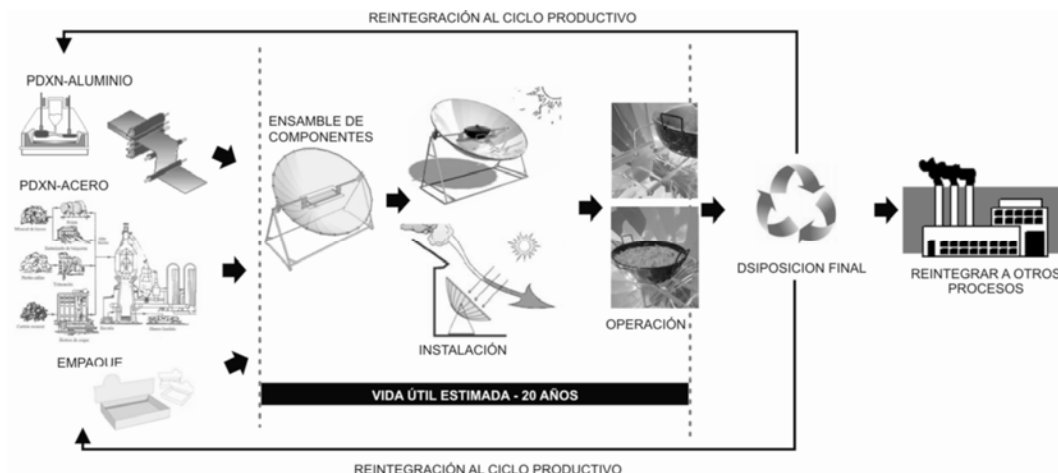 REINTEGRACIÓN AL CICLO PRODUCTIVO
PDXN-ALUMINIO
ENSAMBLE DE
COMPONENTES
PDXN-ACERO
EMPAQUE
INSTALACIÓN
OPERACIÓN
DSIPOSICION FINAL
REINTEGRAR A OTROS
PROCESOS
VIDA ÚTIL ESTIMADA - 20 AÑOS
REINTEGRACIÓN AL CICLO PRODUCTIVO